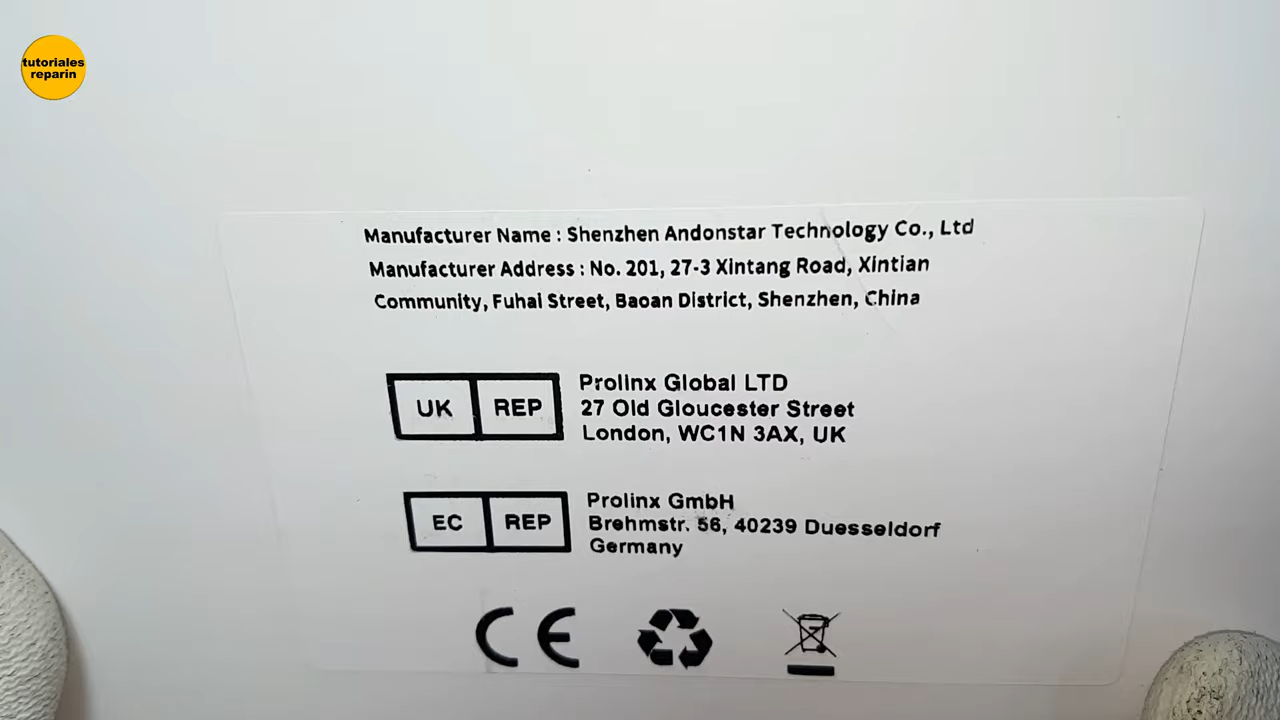 tutoriales
reparin
Manufacturer Name : Shenzhen Andonstar Technology Co., Ltd
Manufacturer Address : No. 201, 27-3 Xintang Road, Xintian
Community, Fuhai Street, Baoan District, Shenzhen, China
UK REP
Prolinx Global LTD
27 Old Gloucester Street
London, WC1N 3AX, UK
EC REP
Prolinx GmbH
Brehmstr. 56, 40239 Duesseldorf
Germany
CE